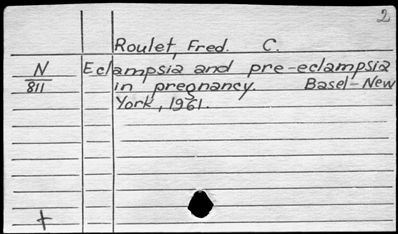 2
Roulet, Fred. C.
N Eclampsia and pre-eclampsia
811 in pregnancy. Basel-New
York, 1961.
+